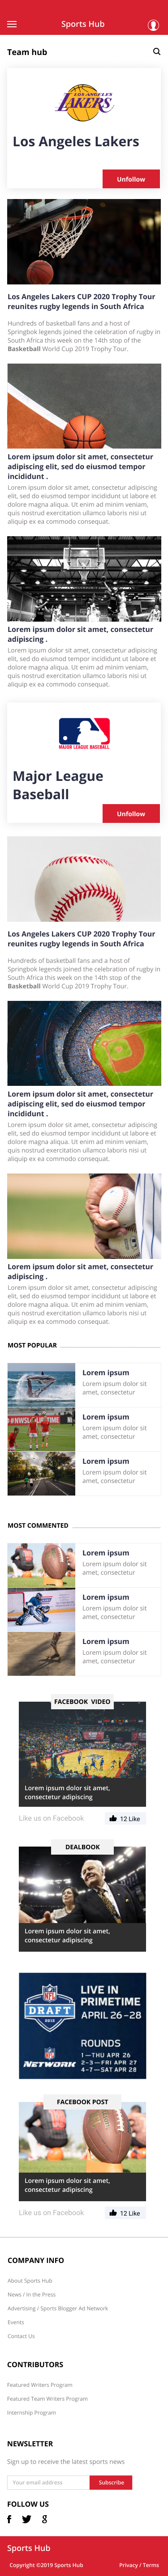 Sports Hub
Team hub
LAKERS
Los Angeles Lakers
Unfollow
Los Angeles Lakers CUP 2020 Trophy Tour
reunites rugby legends in South Africa
Hundreds of basketball fans and a host of
Springbok legends joined the celebration of rugby in
South Africa this week on the 14th stop of the
Basketball World Cup 2019 Trophy Tour.
Lorem ipsum dolor sit amet, consectetur
adipiscing elit, sed do eiusmod tempor
incididunt .
Lorem ipsum dolor sit amet, consectetur adipiscing
elit, sed do eiusmod tempor incididunt ut labore et
dolore magna aliqua. Ut enim ad minim veniam,
quis nostrud exercitation ullamco laboris nisi ut
aliquip ex ea commodo consequat.
Lorem ipsum dolor sit amet, consectetur
adipiscing .
Lorem ipsum dolor sit amet, consectetur adipiscing
elit, sed do eiusmod tempor incididunt ut labore et
dolore magna aliqua. Ut enim ad minim veniam,
quis nostrud exercitation ullamco laboris nisi ut
aliquip ex ea commodo consequat.
MAJOR LEAGUE BASEBALL
Major League
Baseball
Unfollow
Los Angeles Lakers CUP 2020 Trophy Tour
reunites rugby legends in South Africa
Hundreds of basketball fans and a host of
Springbok legends joined the celebration of rugby in
South Africa this week on the 14th stop of the
Basketball World Cup 2019 Trophy Tour.
Lorem ipsum dolor sit amet, consectetur
adipiscing elit, sed do eiusmod tempor
incididunt .
Lorem ipsum dolor sit amet, consectetur adipiscing
elit, sed do eiusmod tempor incididunt ut labore et
dolore magna aliqua. Ut enim ad minim veniam,
quis nostrud exercitation ullamco laboris nisi ut
aliquip ex ea commodo consequat.
Lorem ipsum dolor sit amet, consectetur
adipiscing .
Lorem ipsum dolor sit amet, consectetur adipiscing
elit, sed do eiusmod tempor incididunt ut labore et
dolore magna aliqua. Ut enim ad minim veniam,
quis nostrud exercitation ullamco laboris nisi ut
aliquip ex ea commodo consequat.
MOST POPULAR
Lorem ipsum
Lorem ipsum dolor sit
amet, consectetur
Lorem ipsum
Lorem ipsum dolor sit
amet, consectetur
Lorem ipsum
Lorem ipsum dolor sit
amet, consectetur
MOST COMMENTED
Lorem ipsum
Lorem ipsum dolor sit
amet, consectetur
Lorem ipsum
Lorem ipsum dolor sit
amet, consectetur
Lorem ipsum
Lorem ipsum dolor sit
amet, consectetur
FACEBOOK VIDEO
Lorem ipsum dolor sit amet,
consectetur adipiscing
Like us on Facebook
12 Like
DEALBOOK
Lorem ipsum dolor sit amet,
consectetur adipiscing
NFL
DRAFT
2012
NETWORK
LIVE IN
PRIMETIME
APRIL 26-28
ROUNDS
1-THU APR 26
2-3-FRI APR 27
4-7-SAT APR 28
FACEBOOK POST
Lorem ipsum dolor sit amet,
consectetur adipiscing
Like us on Facebook
12 Like
COMPANY INFO
About Sports Hub
News / In the Press
Advertising / Sports Blogger Ad Network
Events
Contact Us
CONTRIBUTORS
Featured Writers Program
Featured Team Writers Program
Internship Program
NEWSLETTER
Sign up to receive the latest sports news
Your email address
Subscribe
FOLLOW US
Sports Hub
Copyright ©2019 Sports Hub
Privacy / Terms